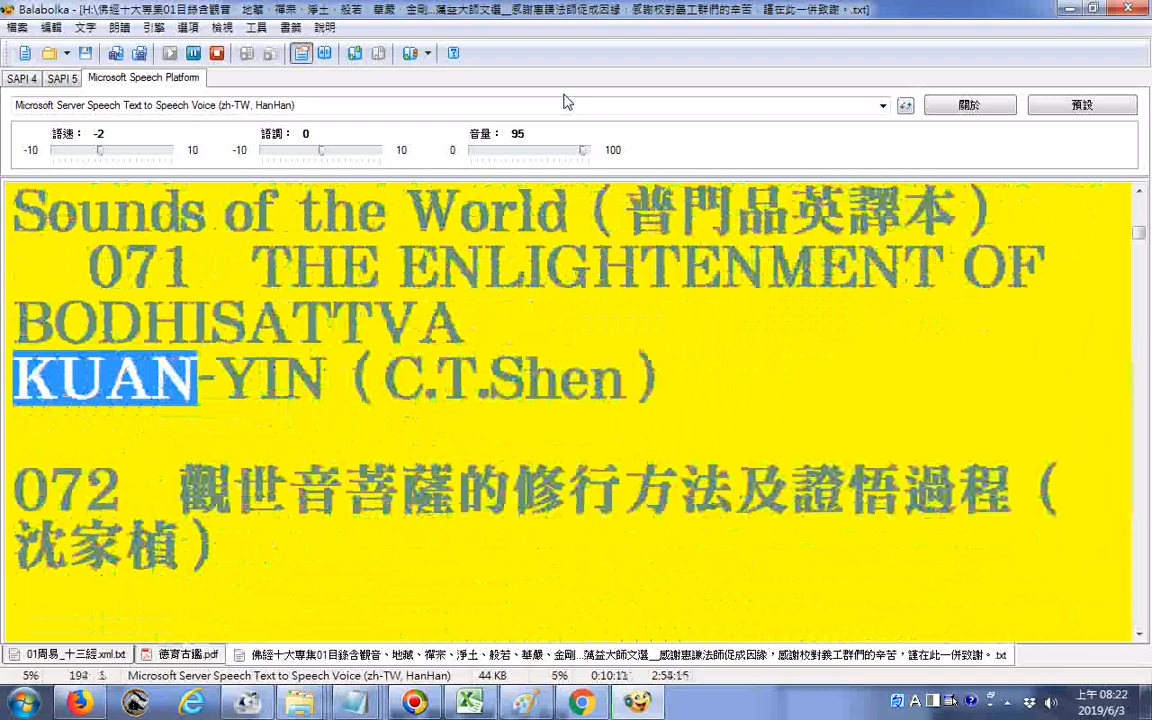 Balabolka - [H:\佛經十大專集01目錄含觀音、地藏、禪宗、淨土、般若、華嚴、金剛...蕅益大師文選__感謝惠謙法師促成因緣，感謝校對義工群們的辛苦，謹在此一併致謝。.txt]
檔案 編輯 文字 朗讀 引擎 選項 檢視 工具 書籤 說明
SAPI 4 SAPI 5 Microsoft Speech Platform
Microsoft Server Speech Text to Speech Voice (zh-TW, HanHan) 關於 預設
語速： -2 語調： 0 音量： 95
-10 10 -10 10 0 100
Sounds of the World（普門品英譯本）
071 THE ENLIGHTENMENT OF
BODHISATTVA
KUAN-YIN（C.T.Shen）
072 觀世音菩薩的修行方法及證悟過程（
沈家楨）
01周易_十三經.xml.txt 德育古鑑.pdf 佛經十大專集01目錄含觀音、地藏、禪宗、淨土、般若、華嚴、金剛...蕅益大師文選__感謝惠謙法師促成因緣，感謝校對義工群們的辛苦，謹在此一併致謝。.txt
5% 194 : 1 Microsoft Server Speech Text to Speech Voice (zh-TW, HanHan) 44 KB 5% 0:10:11 2:54:15
上午 08:22
2019/6/3